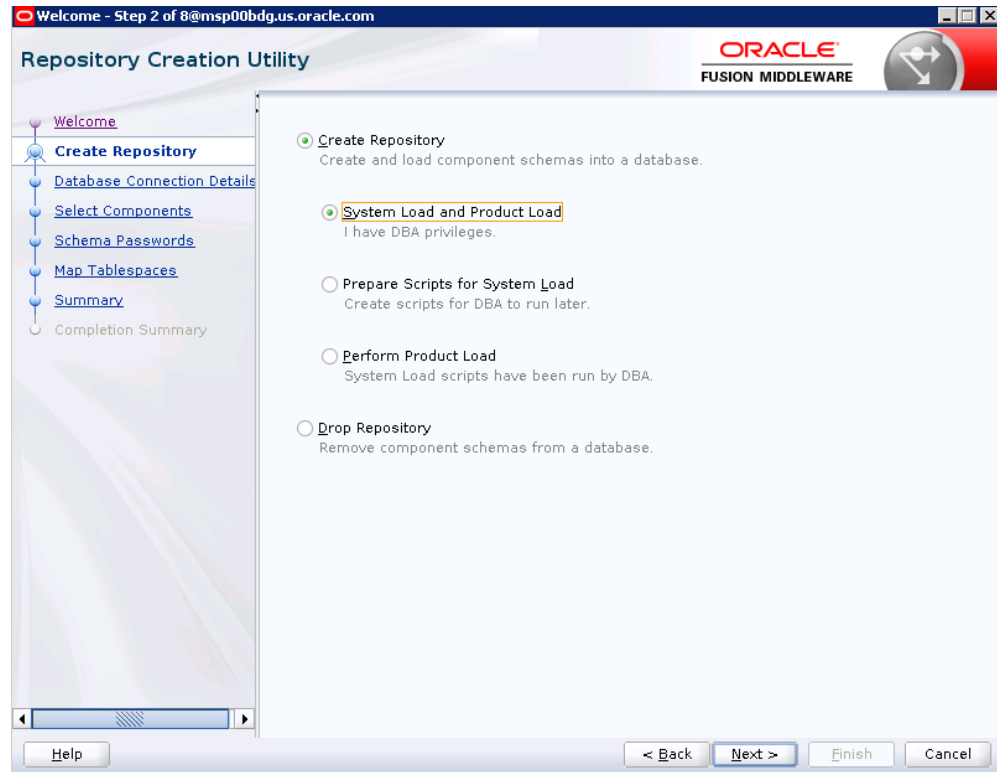 Welcome - Step 2 of 8@msp00bdg.us.oracle.com
Repository Creation Utility
ORACLE
FUSION MIDDLEWARE
Welcome
Create Repository
Database Connection Details
Select Components
Schema Passwords
Map Tablespaces
Summary
Completion Summary
Create Repository
Create and load component schemas into a database.
System Load and Product Load
I have DBA privileges.
Prepare Scripts for System Load
Create scripts for DBA to run later.
Perform Product Load
System Load scripts have been run by DBA.
Drop Repository
Remove component schemas from a database.
Help
< Back
Next >
Finish
Cancel